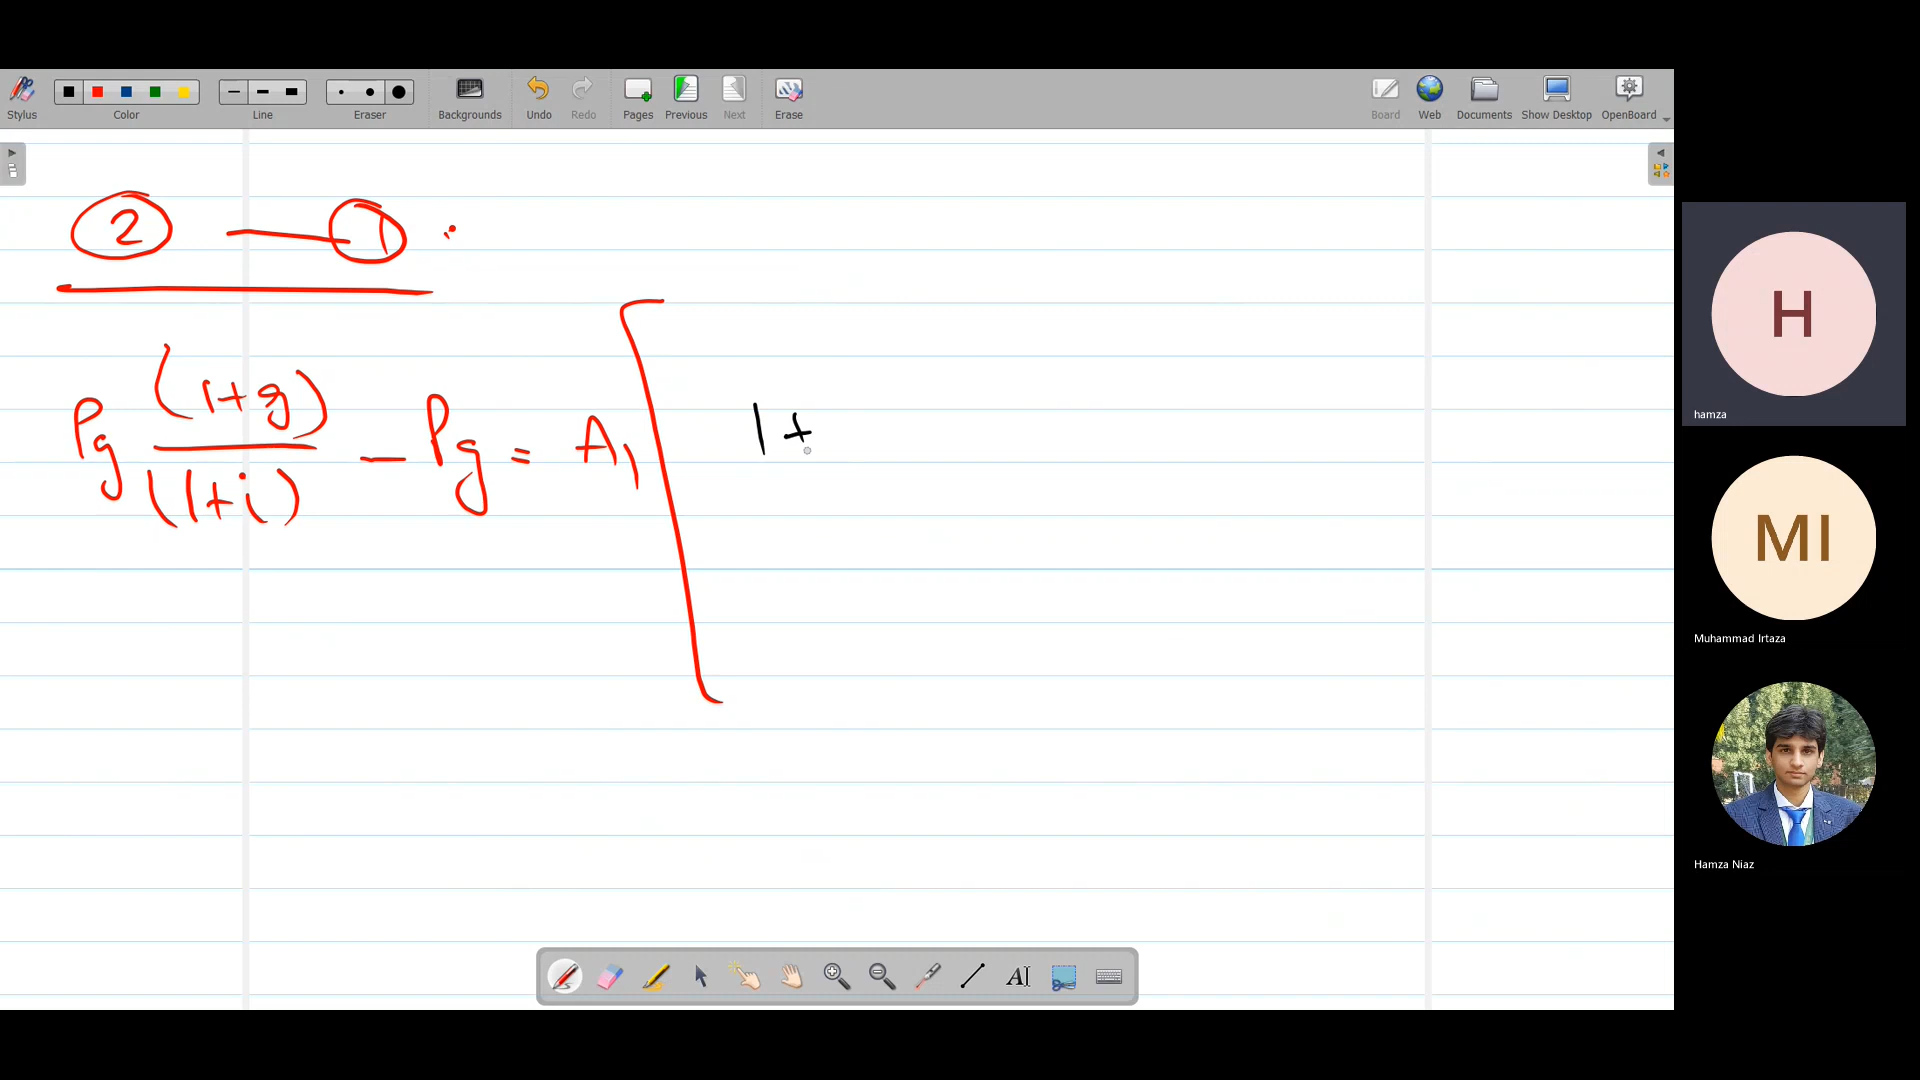 Stylus
Color
Line
Eraser
Backgrounds
Undo
Redo
Pages
Previous
Next
Erase
Board
Web
Documents
Show Desktop
OpenBoard
2 — 1 .
Pg (1+g)/(1+i) - Pg = A1 [ 1+
AI
H
hamza
MI
Muhammad Irtaza
Hamza Niaz